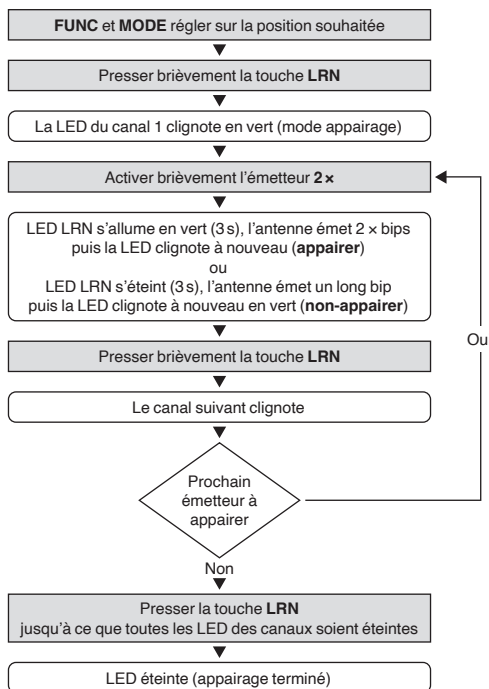 FUNC et MODE régler sur la position souhaitée
Presser brièvement la touche LRN
La LED du canal 1 clignote en vert (mode appairage)
Activer brièvement l'émetteur 2 ×
LED LRN s'allume en vert (3 s), l'antenne émet 2 × bips
puis la LED clignote à nouveau (appairer)
ou
LED LRN s'éteint (3 s), l'antenne émet un long bip
puis la LED clignote à nouveau en vert (non-appairer)
Presser brièvement la touche LRN
Ou
Le canal suivant clignote
Prochain
émetteur à
appairer
Non
Presser la touche LRN
jusqu'à ce que toutes les LED des canaux soient éteintes
LED éteinte (appairage terminé)